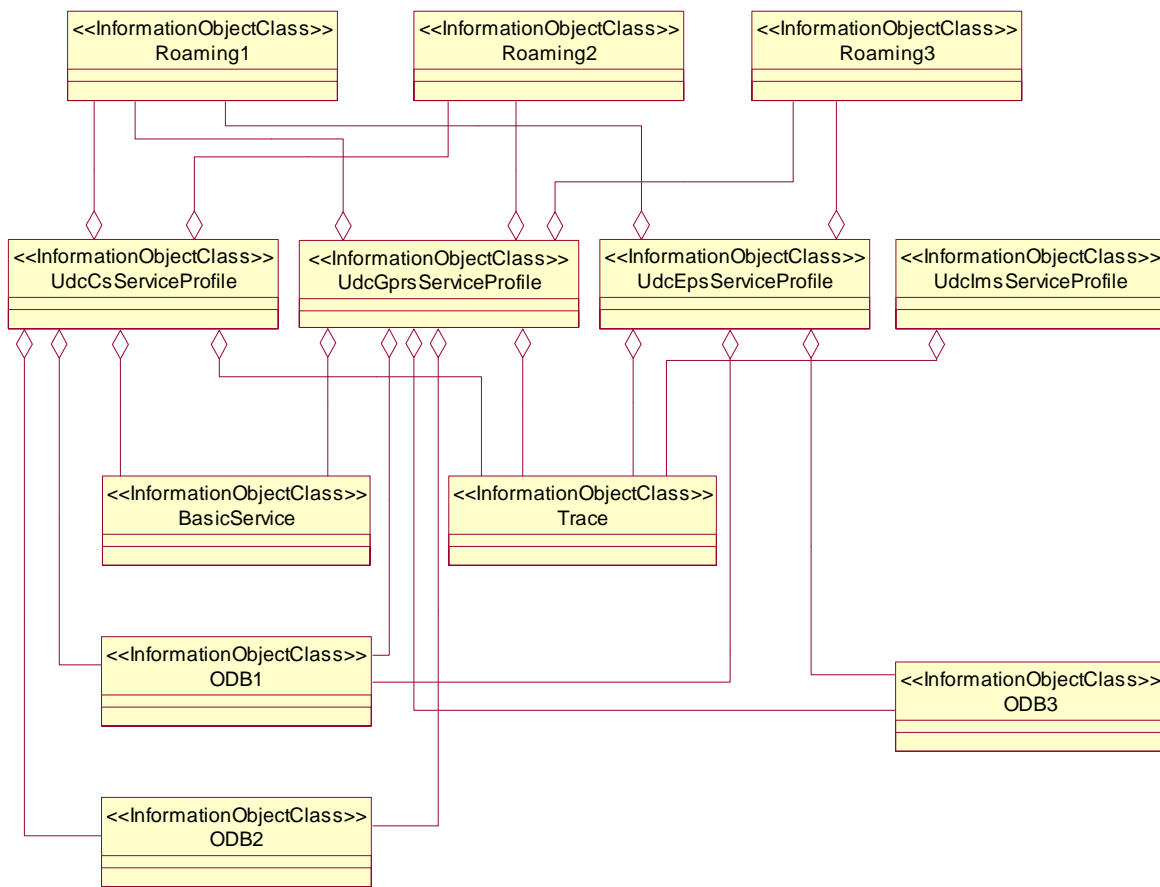 <<InformationObjectClass>>
Roaming1
<<InformationObjectClass>>
Roaming2
<<InformationObjectClass>>
Roaming3
<<InformationObjectClass>>
UdcCsServiceProfile
<<InformationObjectClass>>
UdcGprsServiceProfile
<<InformationObjectClass>>
UdcEpsServiceProfile
<<InformationObjectClass>>
UdcImsServiceProfile
<<InformationObjectClass>>
BasicService
<<InformationObjectClass>>
Trace
<<InformationObjectClass>>
ODB1
<<InformationObjectClass>>
ODB3
<<InformationObjectClass>>
ODB2